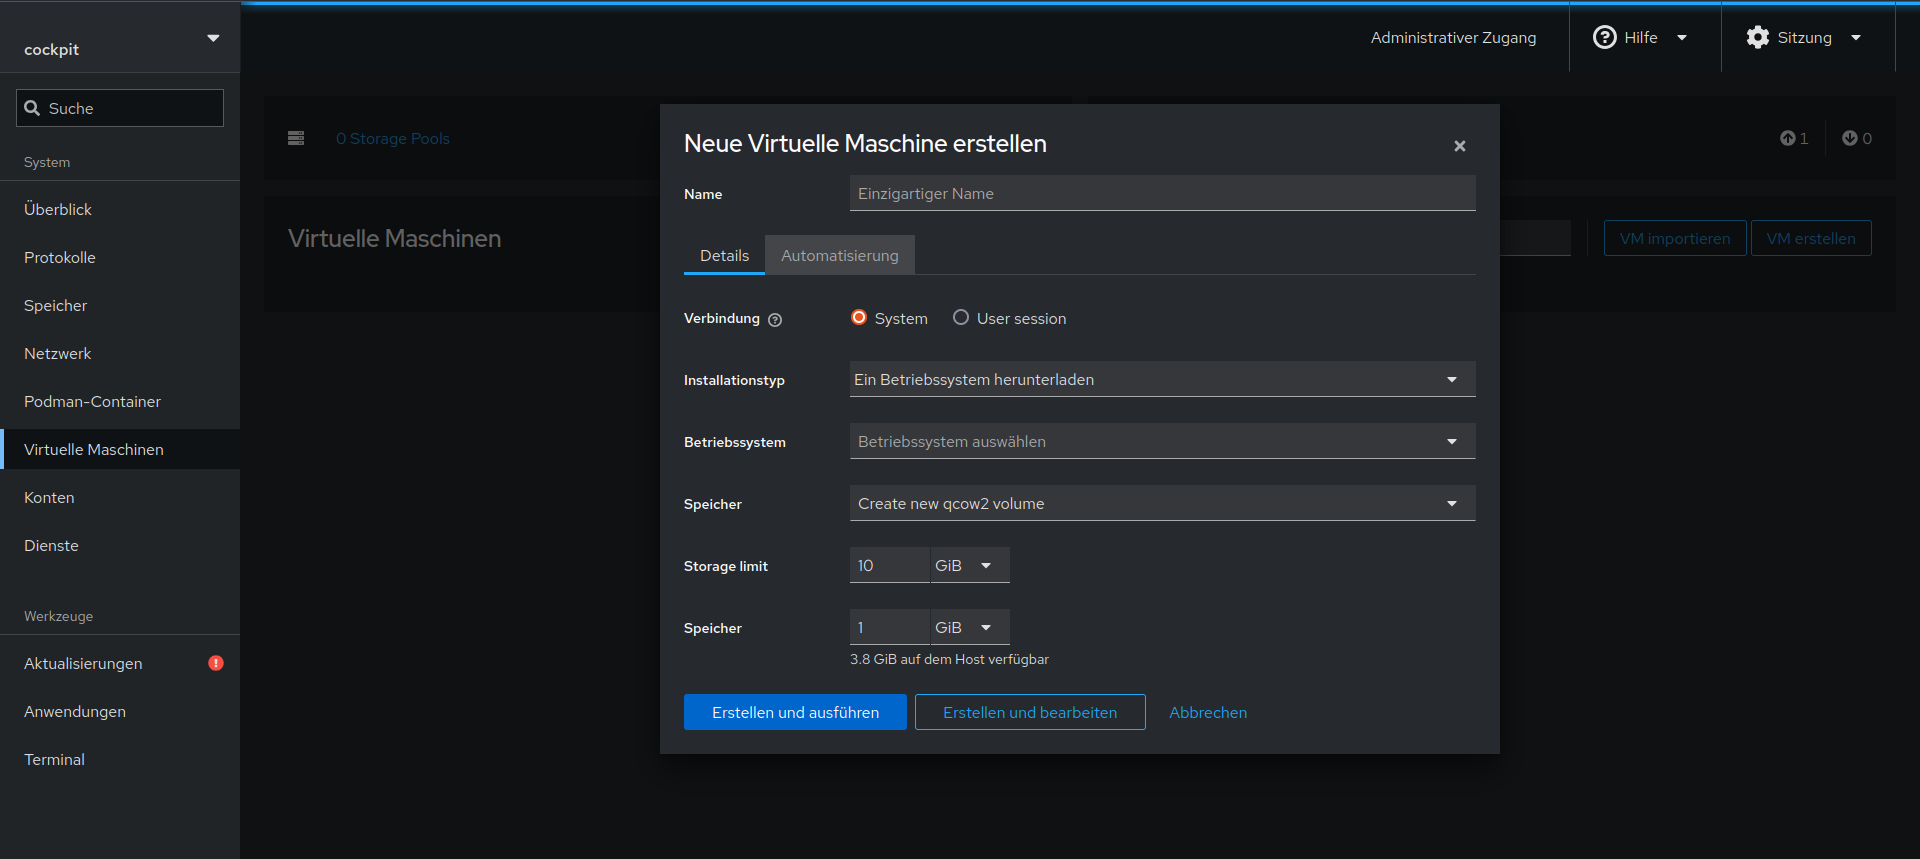 cockpit
Administrativer Zugang
Hilfe
Sitzung
Suche
System
Überblick
Protokolle
Speicher
Netzwerk
Podman-Container
Virtuelle Maschinen
Konten
Dienste
Werkzeuge
Aktualisierungen
Anwendungen
Terminal
0 Storage Pools
1
0
Virtuelle Maschinen
VM importieren
VM erstellen
Neue Virtuelle Maschine erstellen
Name
Einzigartiger Name
Details
Automatisierung
Verbindung
System
User session
Installationstyp
Ein Betriebssystem herunterladen
Betriebssystem
Betriebssystem auswählen
Speicher
Create new qcow2 volume
Storage limit
10
GiB
Speicher
1
GiB
3.8 GiB auf dem Host verfügbar
Erstellen und ausführen
Erstellen und bearbeiten
Abbrechen